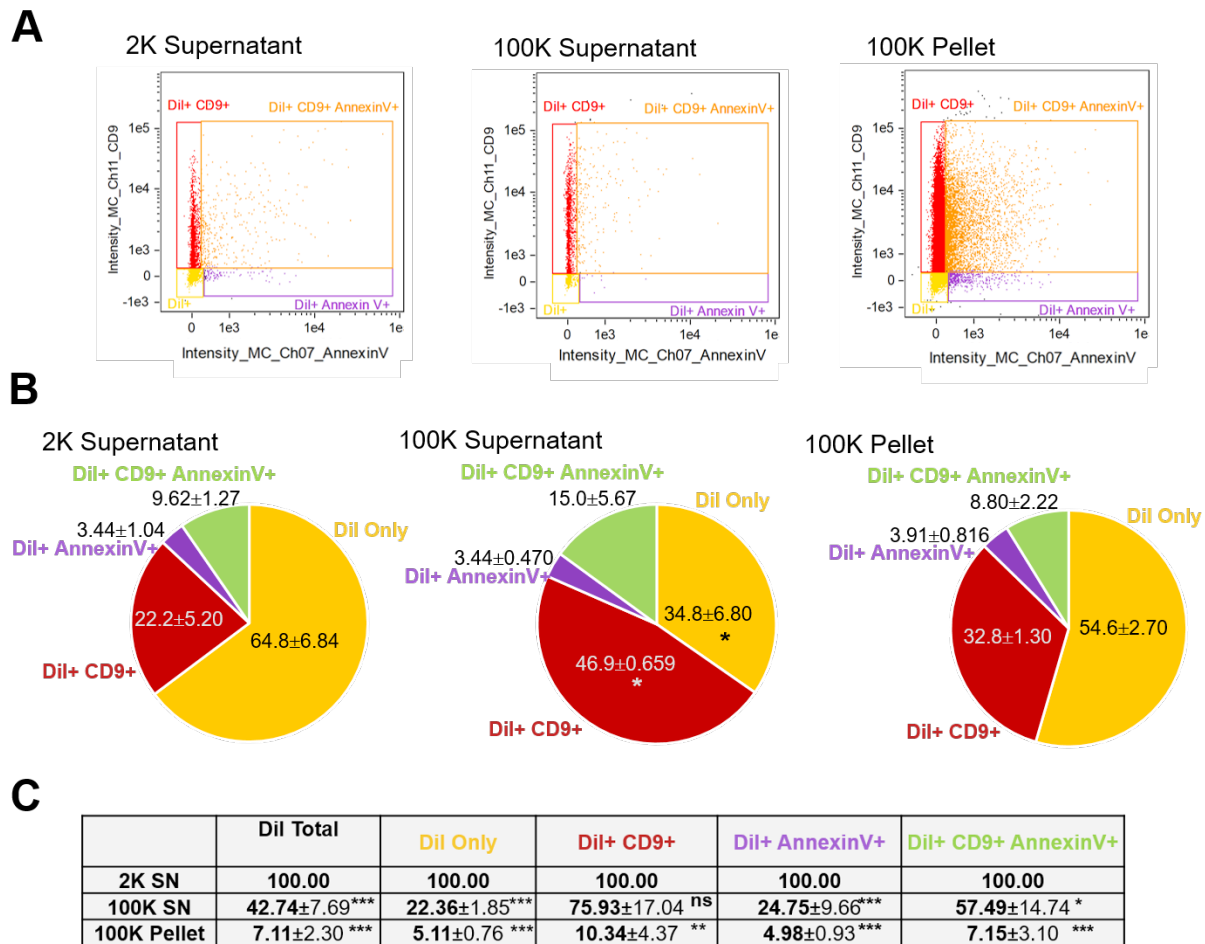 A
2K Supernatant
100K Supernatant
100K Pellet
DiI+ CD9+
DiI+ CD9+ AnnexinV+
1e5
1e4
1e3
0
-1e3
Intensity_MC_Ch11_CD9
DiI+
DiI+ Annexin V+
0
1e3
1e4
1e
Intensity_MC_Ch07_AnnexinV
DiI+ CD9+
DiI+ CD9+ AnnexinV+
1e5
1e4
1e3
0
-1e3
Intensity_MC_Ch11_CD9
DiI+
DiI+ Annexin V+
0
1e3
1e4
1e
Intensity_MC_Ch07_AnnexinV
DiI+ CD9+
DiI+ CD9+ AnnexinV+
1e5
1e4
1e3
0
-1e3
Intensity_MC_Ch11_CD9
DiI+
DiI+ Annexin V+
0
1e3
1e4
1e
Intensity_MC_Ch07_AnnexinV
B
2K Supernatant
DiI+ CD9+ AnnexinV+
9.62±1.27
3.44±1.04
DiI+ AnnexinV+
DiI Only
22.2±5.20
64.8±6.84
DiI+ CD9+
100K Supernatant
DiI+ CD9+ AnnexinV+
15.0±5.67
DiI Only
3.44±0.470
DiI+ AnnexinV+
34.8±6.80
*
46.9±0.659
*
DiI+ CD9+
100K Pellet
DiI+ CD9+ AnnexinV+
8.80±2.22
DiI Only
3.91±0.816
DiI+ AnnexinV+
32.8±1.30
54.6±2.70
DiI+ CD9+
C
DiI Total DiI Only DiI+ CD9+ DiI+ AnnexinV+ DiI+ CD9+ AnnexinV+
2K SN 100.00 100.00 100.00 100.00 100.00
100K SN 42.74±7.69*** 22.36±1.85*** 75.93±17.04 ns 24.75±9.66*** 57.49±14.74 *
100K Pellet 7.11±2.30 *** 5.11±0.76 *** 10.34±4.37 ** 4.98±0.93 *** 7.15±3.10 ***